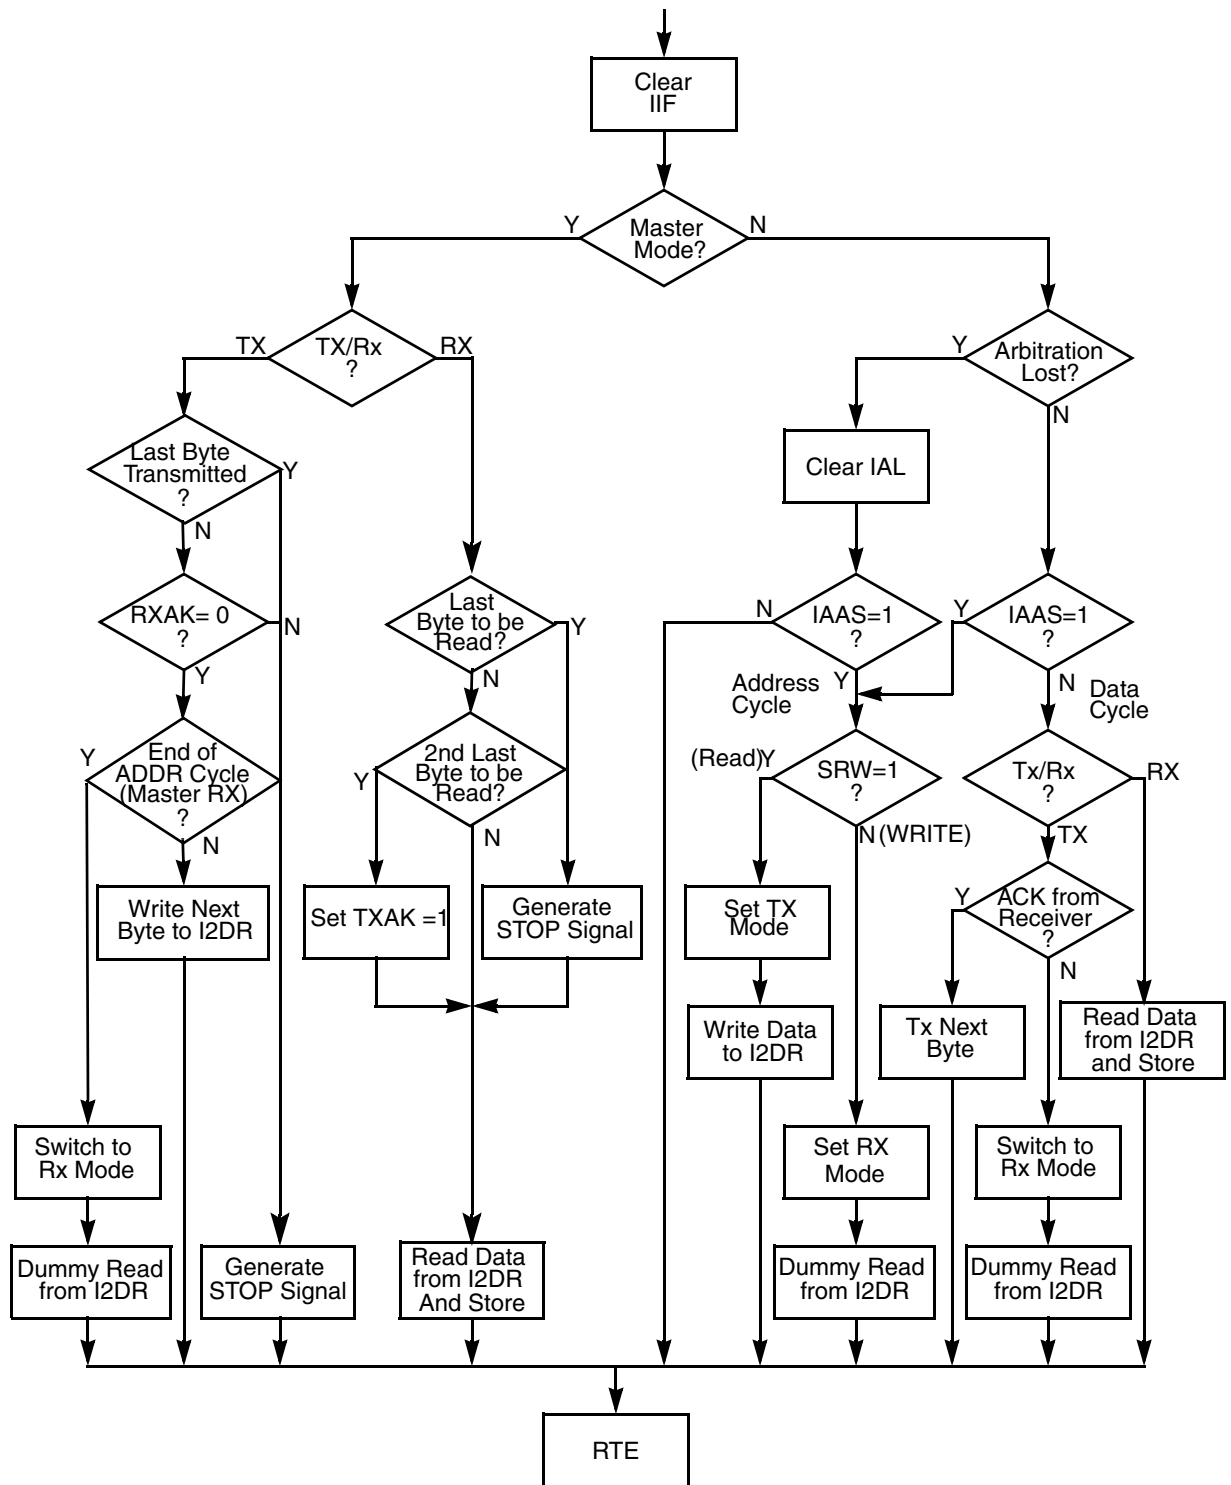 Clear
IIF
Y
Master
Mode?
N
TX
TX/Rx
?
RX
Y
Arbitration
Lost?
N
Last Byte
Transmitted
?
Y
N
Clear IAL
RXAK= 0
?
N
Y
Last
Byte to be
Read?
Y
N
N
IAAS=1
?
Y
Address
Cycle
Y
IAAS=1
?
N
Data
Cycle
Y
End of
ADDR Cycle
(Master RX)
?
N
Y
2nd Last
Byte to be
Read?
N
(Read)Y
SRW=1
?
N (WRITE)
Tx/Rx
?
RX
TX
Write Next
Byte to I2DR
Set TXAK =1
Generate
STOP Signal
Set TX
Mode
Y
ACK from
Receiver
?
N
Write Data
to I2DR
Tx Next
Byte
Read Data
from I2DR
and Store
Switch to
Rx Mode
Set RX
Mode
Switch to
Rx Mode
Dummy Read
from I2DR
Generate
STOP Signal
Read Data
from I2DR
And Store
Dummy Read
from I2DR
Dummy Read
from I2DR
RTE